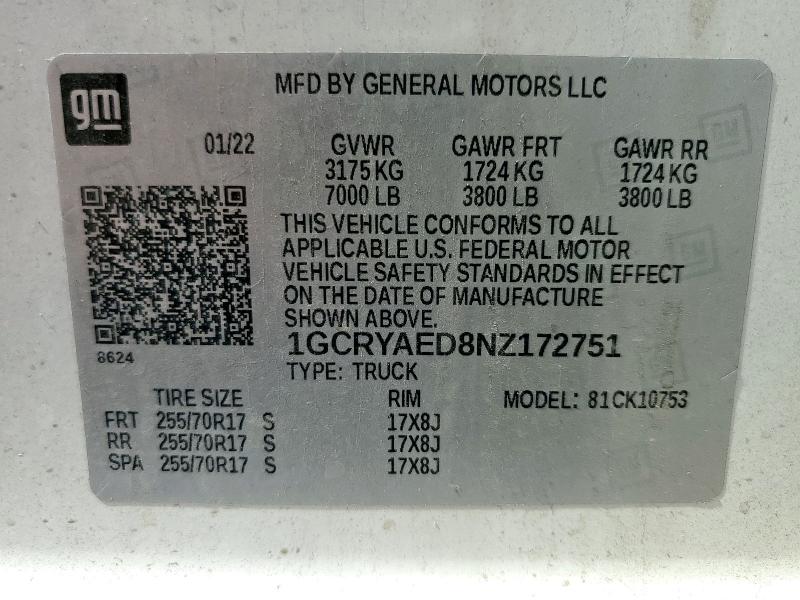 gm
MFD BY GENERAL MOTORS LLC
01/22 GVWR GAWR FRT GAWR RR
3175 KG 1724 KG 1724 KG
7000 LB 3800 LB 3800 LB
THIS VEHICLE CONFORMS TO ALL
APPLICABLE U.S. FEDERAL MOTOR
VEHICLE SAFETY STANDARDS IN EFFECT
ON THE DATE OF MANUFACTURE
SHOWN ABOVE.
8624
1GCRYAED8NZ172751
TYPE: TRUCK
TIRE SIZE RIM MODEL: 81CK10753
FRT 255/70R17 S 17X8J
RR 255/70R17 S 17X8J
SPA 255/70R17 S 17X8J